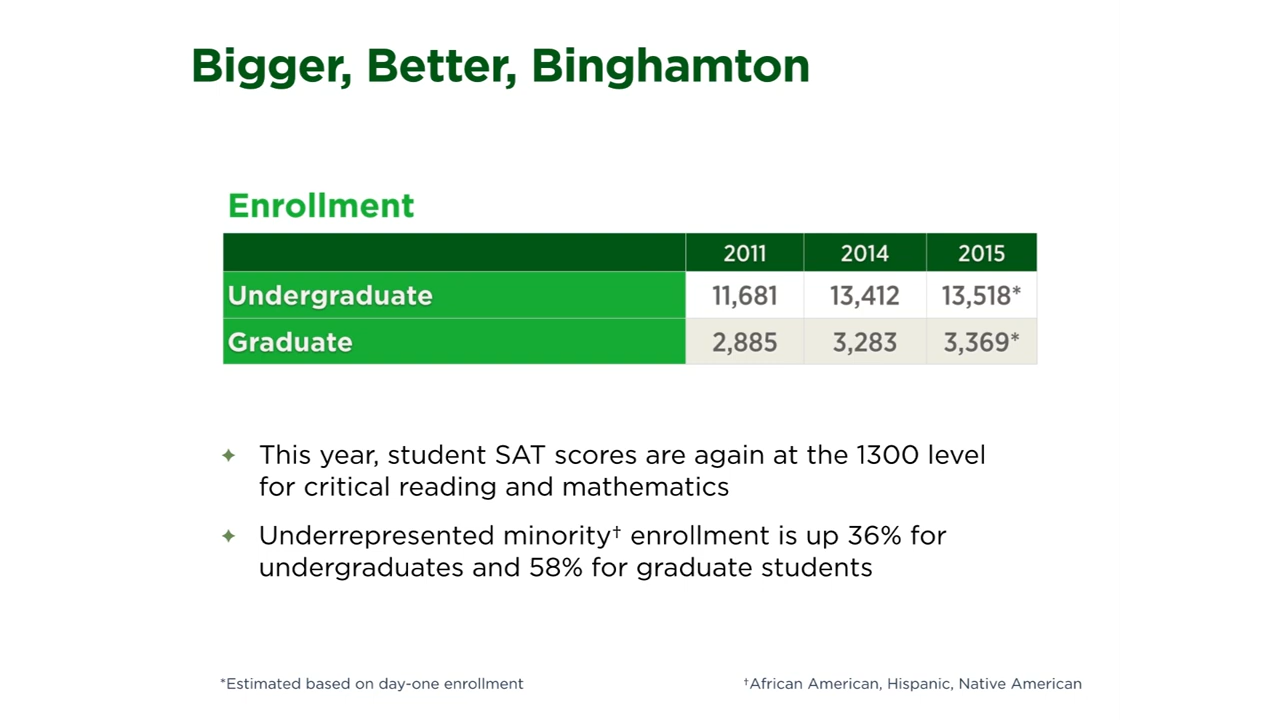 Bigger, Better, Binghamton
Enrollment
2011 2014 2015
Undergraduate 11,681 13,412 13,518*
Graduate 2,885 3,283 3,369*
✦ This year, student SAT scores are again at the 1300 level
for critical reading and mathematics
✦ Underrepresented minority† enrollment is up 36% for
undergraduates and 58% for graduate students
*Estimated based on day-one enrollment †African American, Hispanic, Native American